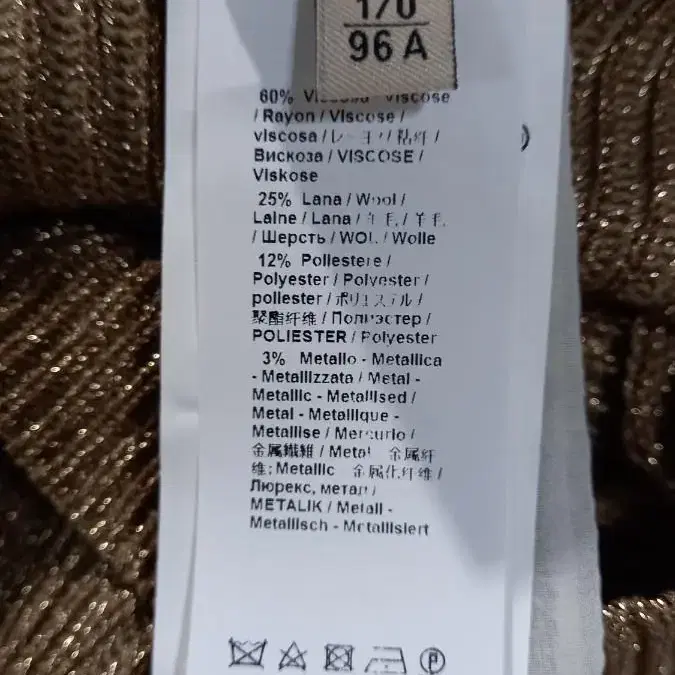 170
96 A
60% Viscosa - Viscose
/ Rayon / Viscose /
viscosa / レーヨン / 粘纤 /
Вискоза / VISCOSE /
Viskose
25% Lana / Wool /
Laine / Lana / 羊毛 / 羊毛
/ Шерсть / WOL / Wolle
12% Poliestere /
Polyester / Polyester /
poliester / ポリエステル /
聚酯纤维 / Полиэстер /
POLIESTER / Polyester
3% Metallo - Metallica
- Metallizzata / Metal -
Metallic - Metallised /
Metal - Metallique -
Metallise / Mercurio /
金属繊維 / Metal 金属纤
维; Metallic 金属化纤维 /
Люрекс, метал /
METALIK / Metall -
Metallisch - Metallisiert
P